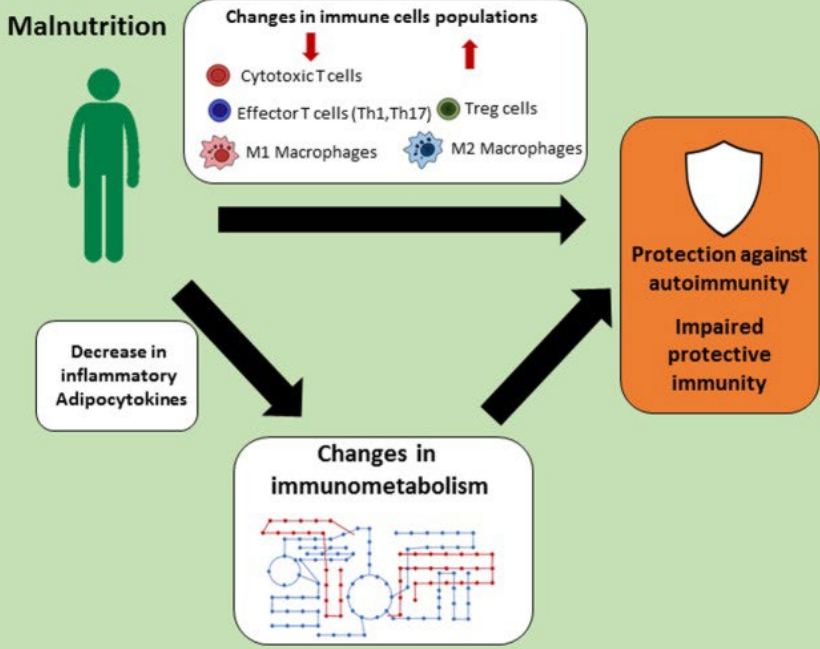 Malnutrition
Changes in immune cells populations
Cytotoxic T cells
Effector T cells (Th1,Th17)
Treg cells
M1 Macrophages
M2 Macrophages
Protection against
autoimmunity
Impaired
protective
immunity
Decrease in
inflammatory
Adipocytokines
Changes in
immunometabolism